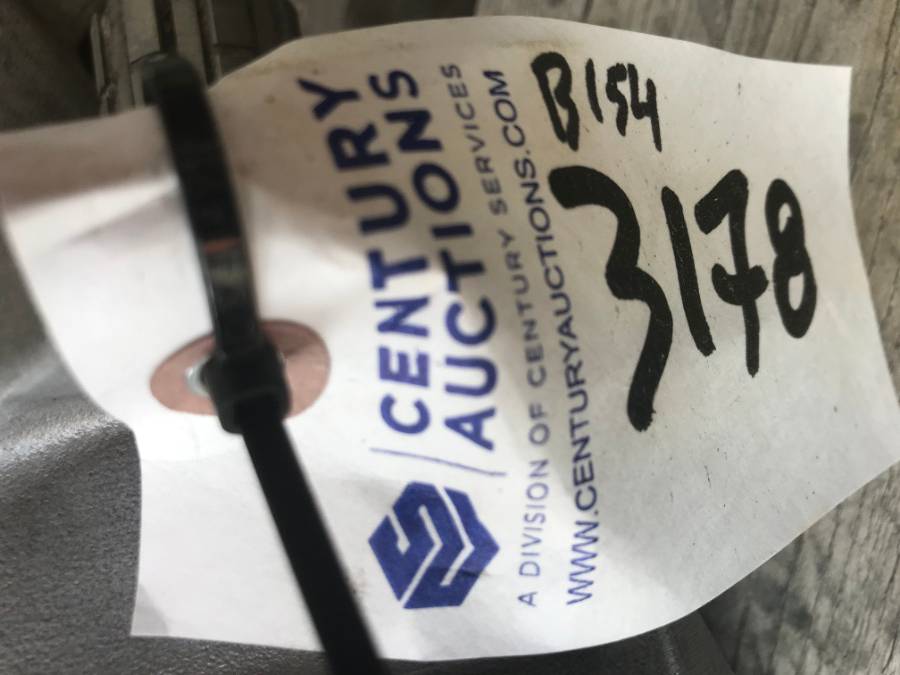 CENTURY
AUCTIONS
A DIVISION OF CENTURY SERVICES
WWW.CENTURYAUCTIONS.COM
B154
3178